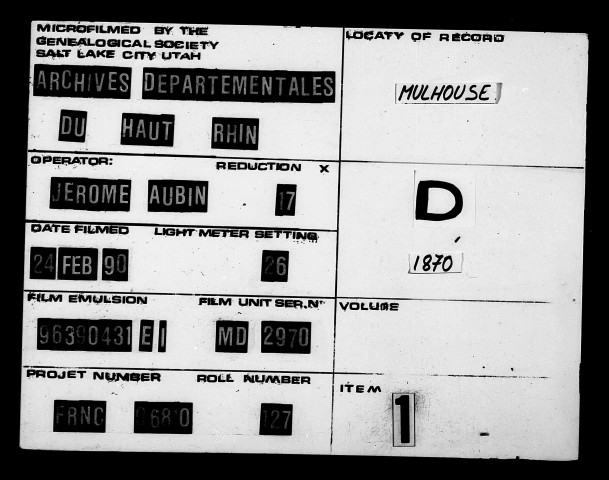 MICROFILMED BY THE
GENEALOGICAL SOCIETY
SALT LAKE CITY UTAH
ARCHIVES DEPARTEMENTALES
DU HAUT RHIN
OPERATOR: REDUCTION X
JEROME AUBIN 17
DATE FILMED LIGHT METER SETTING
24 FEB 90 26
FILM EMULSION FILM UNIT SER.N°
96390431 E I MD 2970
PROJET NUMBER ROLL NUMBER
FRNC 0680 127
LOCATY OF RECORD
MULHOUSE
D
1870
VOLUME
ITEM
1